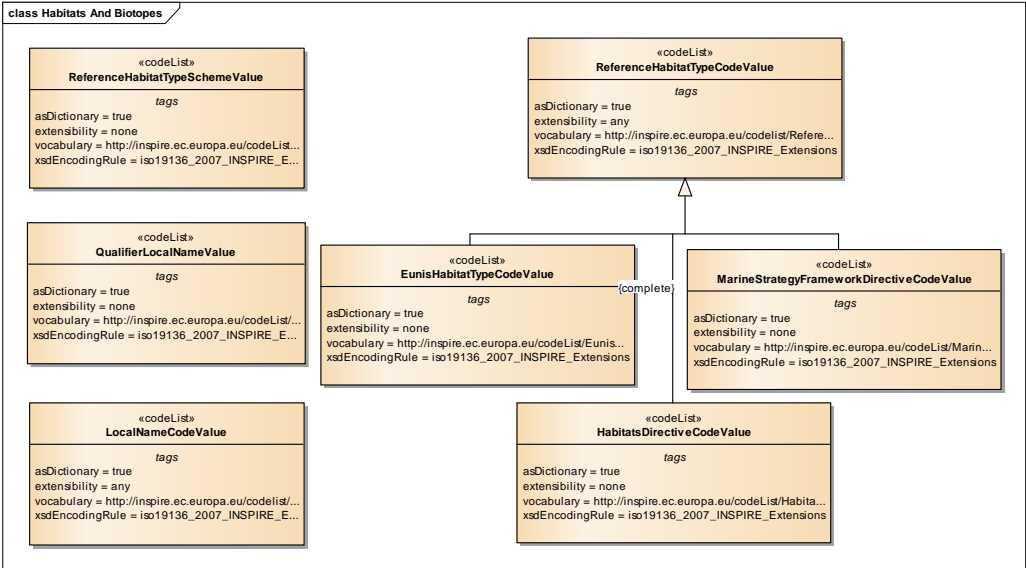 class Habitats And Biotopes
«codeList»
ReferenceHabitatTypeSchemeValue
tags
asDictionary = true
extensibility = none
vocabulary = http://inspire.ec.europa.eu/codeList...
xsdEncodingRule = iso19136_2007_INSPIRE_E...
«codeList»
ReferenceHabitatTypeCodeValue
tags
asDictionary = true
extensibility = any
vocabulary = http://inspire.ec.europa.eu/codelist/Refere...
xsdEncodingRule = iso19136_2007_INSPIRE_Extensions
«codeList»
QualifierLocalNameValue
tags
asDictionary = true
extensibility = none
vocabulary = http://inspire.ec.europa.eu/codeList/...
xsdEncodingRule = iso19136_2007_INSPIRE_E...
«codeList»
EunisHabitatTypeCodeValue
tags
asDictionary = true
extensibility = none
vocabulary = http://inspire.ec.europa.eu/codeList/Eunis...
xsdEncodingRule = iso19136_2007_INSPIRE_Extensions
{complete}
«codeList»
MarineStrategyFrameworkDirectiveCodeValue
tags
asDictionary = true
extensibility = none
vocabulary = http://inspire.ec.europa.eu/codeList/Marin...
xsdEncodingRule = iso19136_2007_INSPIRE_Extensions
«codeList»
LocalNameCodeValue
tags
asDictionary = true
extensibility = any
vocabulary = http://inspire.ec.europa.eu/codelist/...
xsdEncodingRule = iso19136_2007_INSPIRE_E...
«codeList»
HabitatsDirectiveCodeValue
tags
asDictionary = true
extensibility = none
vocabulary = http://inspire.ec.europa.eu/codeList/Habita...
xsdEncodingRule = iso19136_2007_INSPIRE_Extensions